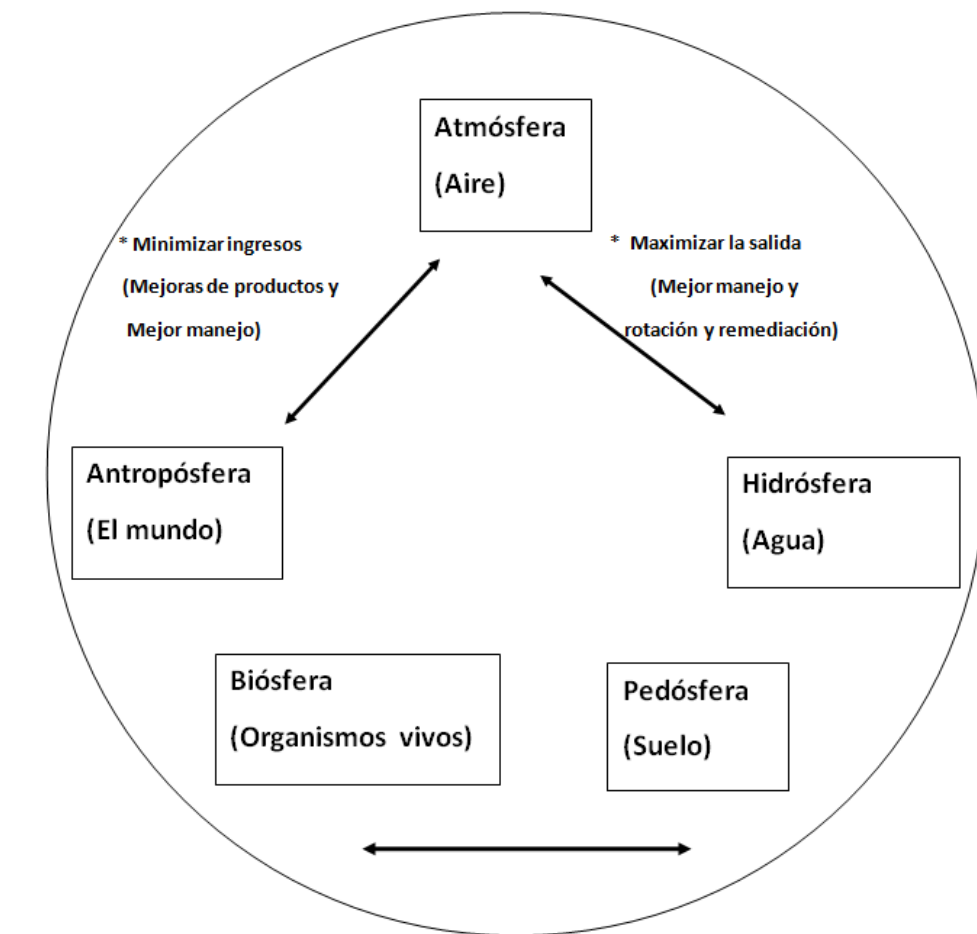 Atmósfera
(Aire)
* Minimizar ingresos
(Mejoras de productos y
Mejor manejo)
* Maximizar la salida
(Mejor manejo y
rotación y remediación)
Antropósfera
(El mundo)
Hidrósfera
(Agua)
Biósfera
(Organismos vivos)
Pedósfera
(Suelo)